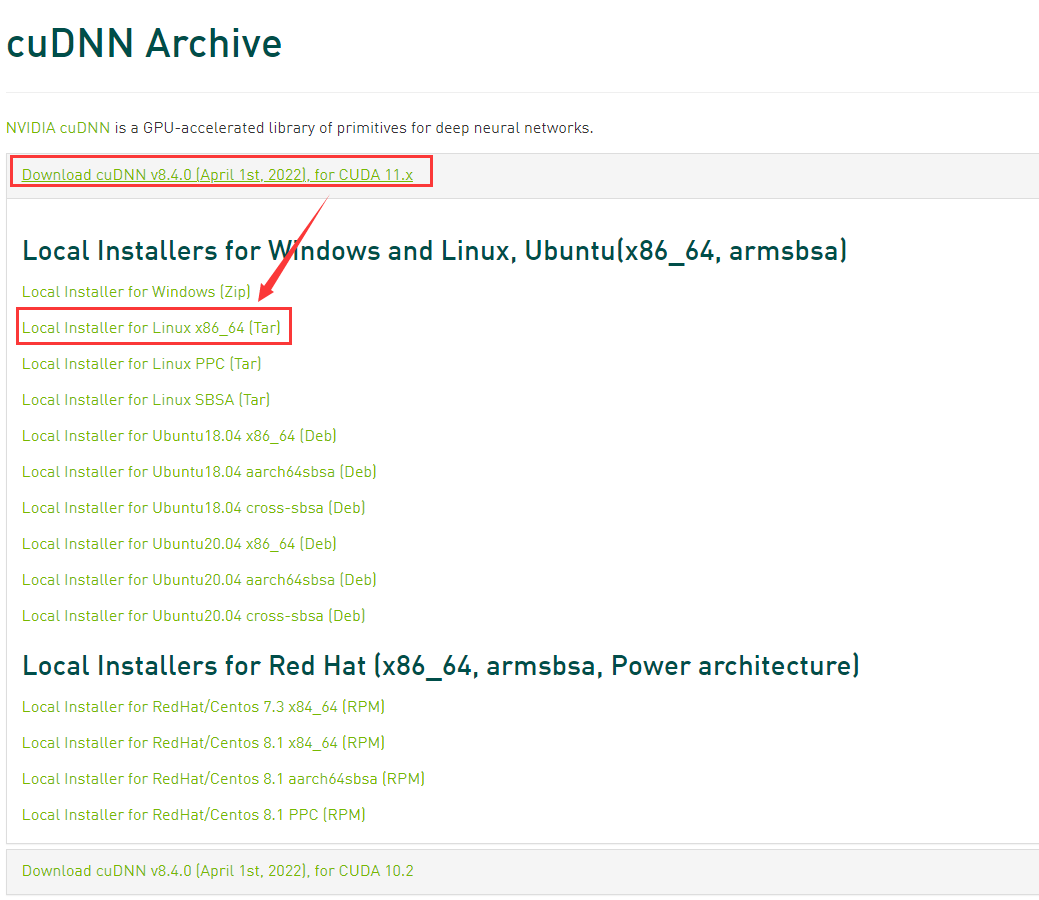 cuDNN Archive
NVIDIA cuDNN is a GPU-accelerated library of primitives for deep neural networks.
Download cuDNN v8.4.0 (April 1st, 2022), for CUDA 11.x
Local Installers for Windows and Linux, Ubuntu(x86_64, armsbsa)
Local Installer for Windows (Zip)
Local Installer for Linux x86_64 (Tar)
Local Installer for Linux PPC (Tar)
Local Installer for Linux SBSA (Tar)
Local Installer for Ubuntu18.04 x86_64 (Deb)
Local Installer for Ubuntu18.04 aarch64sbsa (Deb)
Local Installer for Ubuntu18.04 cross-sbsa (Deb)
Local Installer for Ubuntu20.04 x86_64 (Deb)
Local Installer for Ubuntu20.04 aarch64sbsa (Deb)
Local Installer for Ubuntu20.04 cross-sbsa (Deb)
Local Installers for Red Hat (x86_64, armsbsa, Power architecture)
Local Installer for RedHat/Centos 7.3 x84_64 (RPM)
Local Installer for RedHat/Centos 8.1 x84_64 (RPM)
Local Installer for RedHat/Centos 8.1 aarch64sbsa (RPM)
Local Installer for RedHat/Centos 8.1 PPC (RPM)
Download cuDNN v8.4.0 (April 1st, 2022), for CUDA 10.2